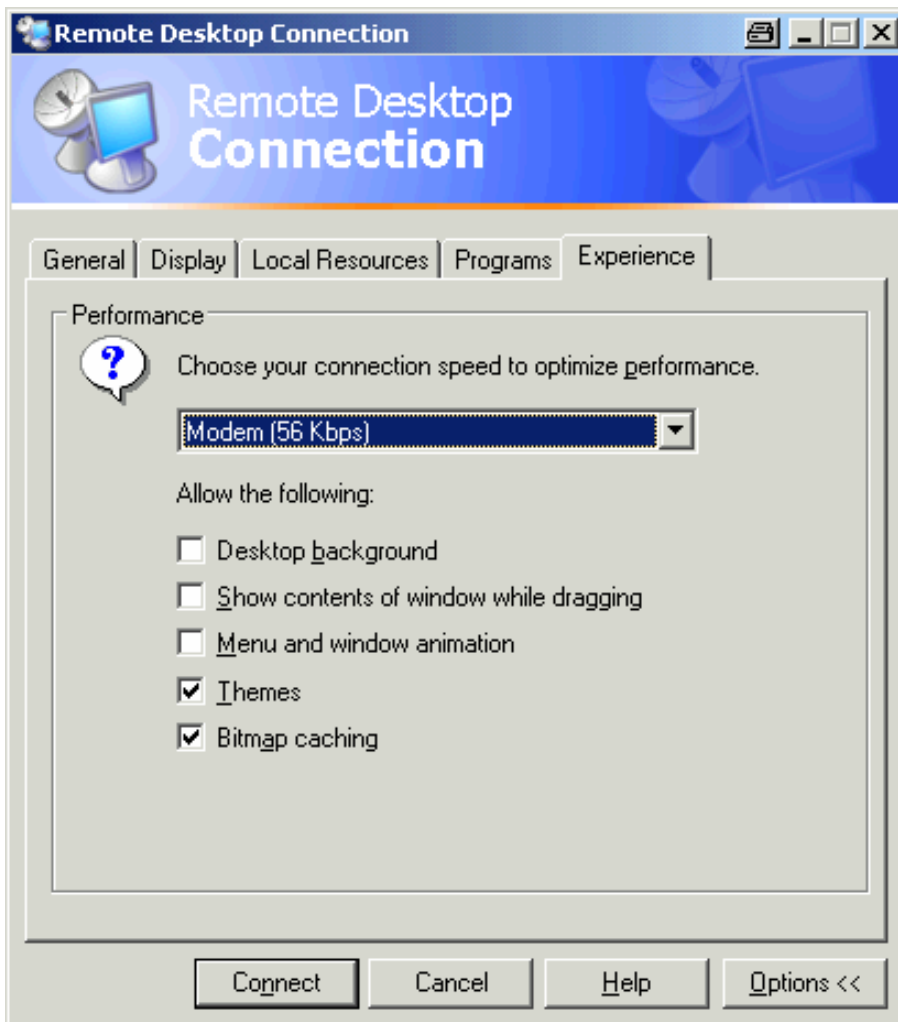 Remote Desktop Connection
Remote Desktop
Connection
General Display Local Resources Programs Experience
Performance
?
Choose your connection speed to optimize performance.
Modem (56 Kbps)
Allow the following:
Desktop background
Show contents of window while dragging
Menu and window animation
Themes
Bitmap caching
Connect Cancel Help Options <<